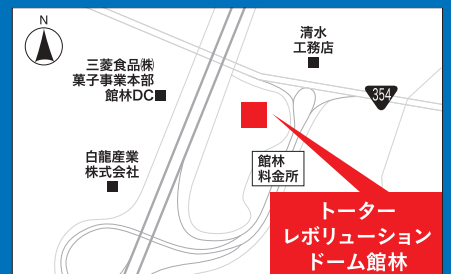 N
清水
工務店
三菱食品㈱
菓子事業本部
館林DC
354
白龍産業
株式会社
館林
料金所
トーター
レボリューション
ドーム館林